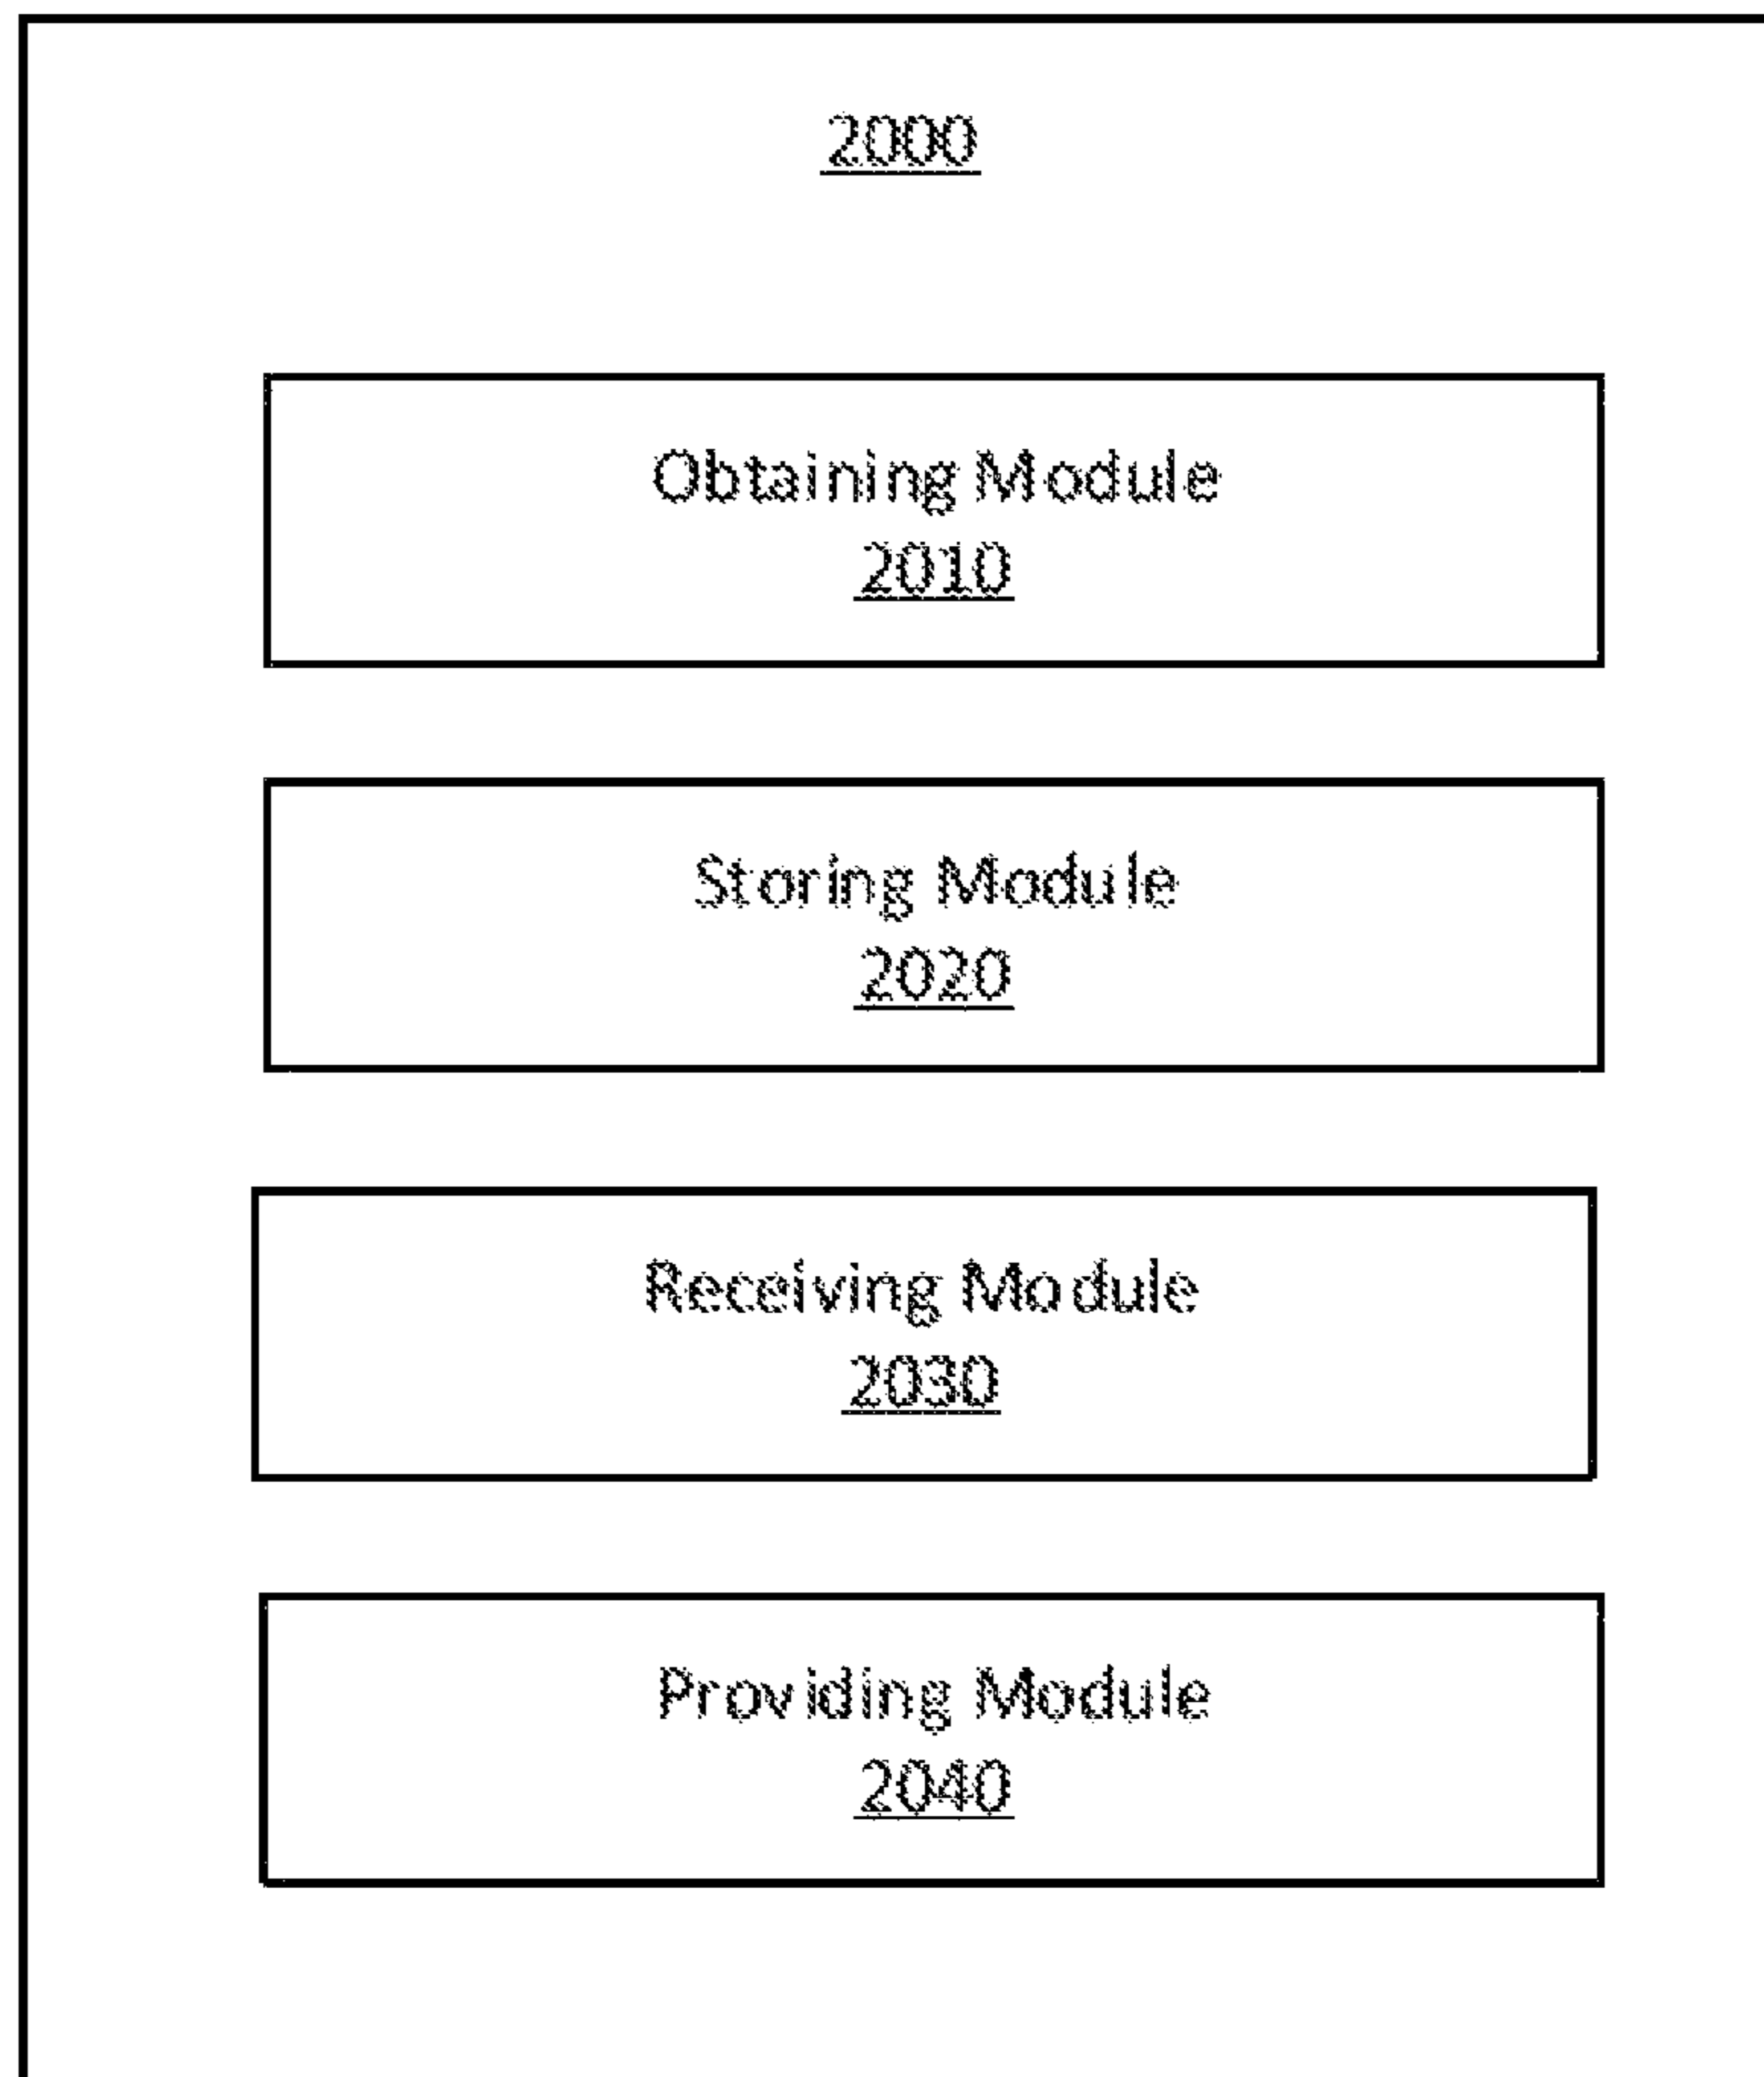 2000
Obtaining Module
2010
Storing Module
2020
Receiving Module
2030
Providing Module
2040